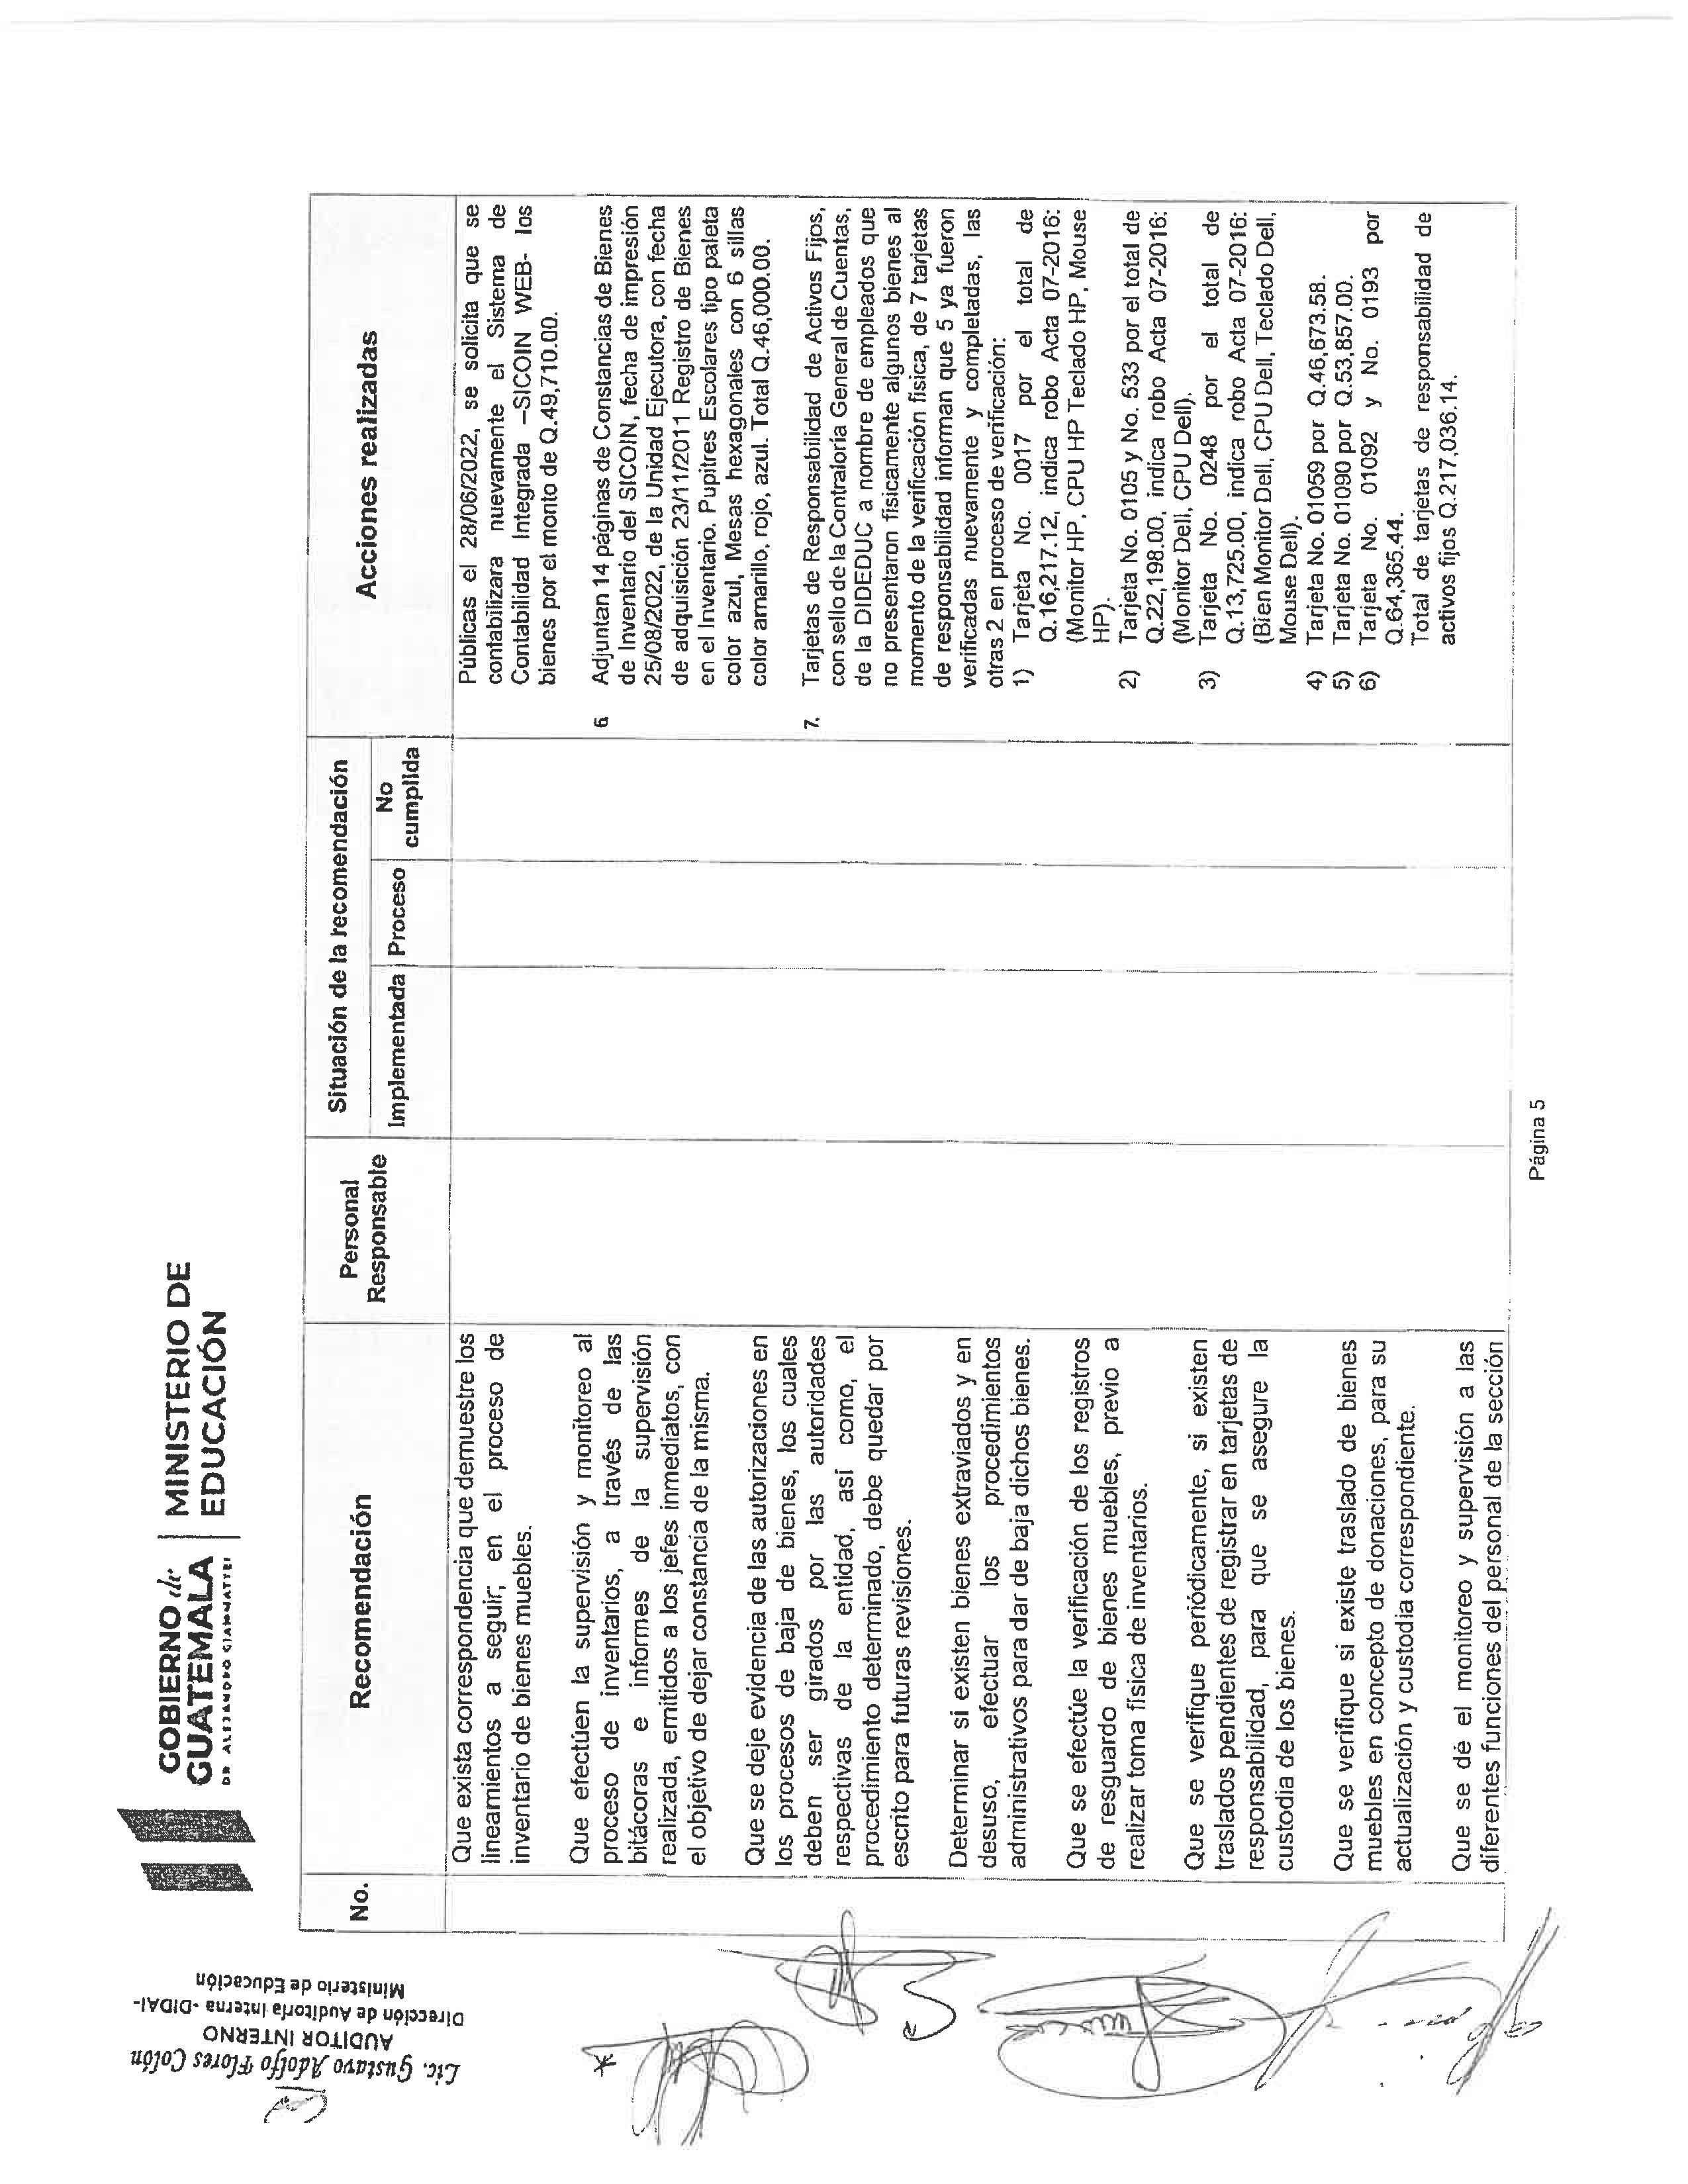 GOBIERNO de
GUATEMALA
DR. ALEJANDRO GIAMMATTEI
MINISTERIO DE
EDUCACIÓN
No.
Recomendación
Personal
Responsable
Situación de la recomendación
Implementada
Proceso
No
cumplida
Acciones realizadas
Que exista correspondencia que demuestre los
lineamientos a seguir, en el proceso de
inventario de bienes muebles.
Que efectúen la supervisión y monitoreo al
proceso de inventarios, a través de las
bitácoras e informes de la supervisión
realizada, emitidos a los jefes inmediatos, con
el objetivo de dejar constancia de la misma.
Que se deje evidencia de las autorizaciones en
los procesos de baja de bienes, los cuales
deben ser girados por las autoridades
respectivas de la entidad, así como, el
procedimiento determinado, debe quedar por
escrito para futuras revisiones.
Determinar si existen bienes extraviados y en
desuso, efectuar los procedimientos
administrativos para dar de baja dichos bienes.
Que se efectúe la verificación de los registros
de resguardo de bienes muebles, previo a
realizar toma física de inventarios.
Que se verifique periódicamente, si existen
traslados pendientes de registrar en tarjetas de
responsabilidad, para que se asegure la
custodia de los bienes.
Que se verifique si existe traslado de bienes
muebles en concepto de donaciones, para su
actualización y custodia correspondiente.
Que se dé el monitoreo y supervisión a las
diferentes funciones del personal de la sección
Públicas el 28/06/2022, se solicita que se
contabilizara nuevamente el Sistema de
Contabilidad Integrada –SICOIN WEB- los
bienes por el monto de Q.49,710.00.
6. Adjuntan 14 páginas de Constancias de Bienes
de Inventario del SICOIN, fecha de impresión
25/08/2022, de la Unidad Ejecutora, con fecha
de adquisición 23/11/2011 Registro de Bienes
en el Inventario. Pupitres Escolares tipo paleta
color azul, Mesas hexagonales con 6 sillas
color amarillo, rojo, azul. Total Q.46,000.00.
7. Tarjetas de Responsabilidad de Activos Fijos,
con sello de la Contraloría General de Cuentas,
de la DIDEDUC a nombre de empleados que
no presentaron físicamente algunos bienes al
momento de la verificación física, de 7 tarjetas
de responsabilidad informan que 5 ya fueron
verificadas nuevamente y completadas, las
otras 2 en proceso de verificación:
1) Tarjeta No. 0017 por el total de
Q.16,217.12, indica robo Acta 07-2016:
(Monitor HP, CPU HP Teclado HP, Mouse
HP).
2) Tarjeta No. 0105 y No. 533 por el total de
Q.22,198.00, indica robo Acta 07-2016:
(Monitor Dell, CPU Dell).
3) Tarjeta No. 0248 por el total de
Q.13,725.00, indica robo Acta 07-2016:
(Bien Monitor Dell, CPU Dell, Teclado Dell,
Mouse Dell).
4) Tarjeta No. 01059 por Q.46,673.58.
5) Tarjeta No. 01090 por Q.53,857.00.
6) Tarjeta No. 01092 y No. 0193 por
Q.64,365.44.
Total de tarjetas de responsabilidad de
activos fijos Q.217,036.14.
Página 5
Lic. Gustavo Adolfo Flores Colón
AUDITOR INTERNO
Dirección de Auditoría Interna -DIDAI-
Ministerio de Educación